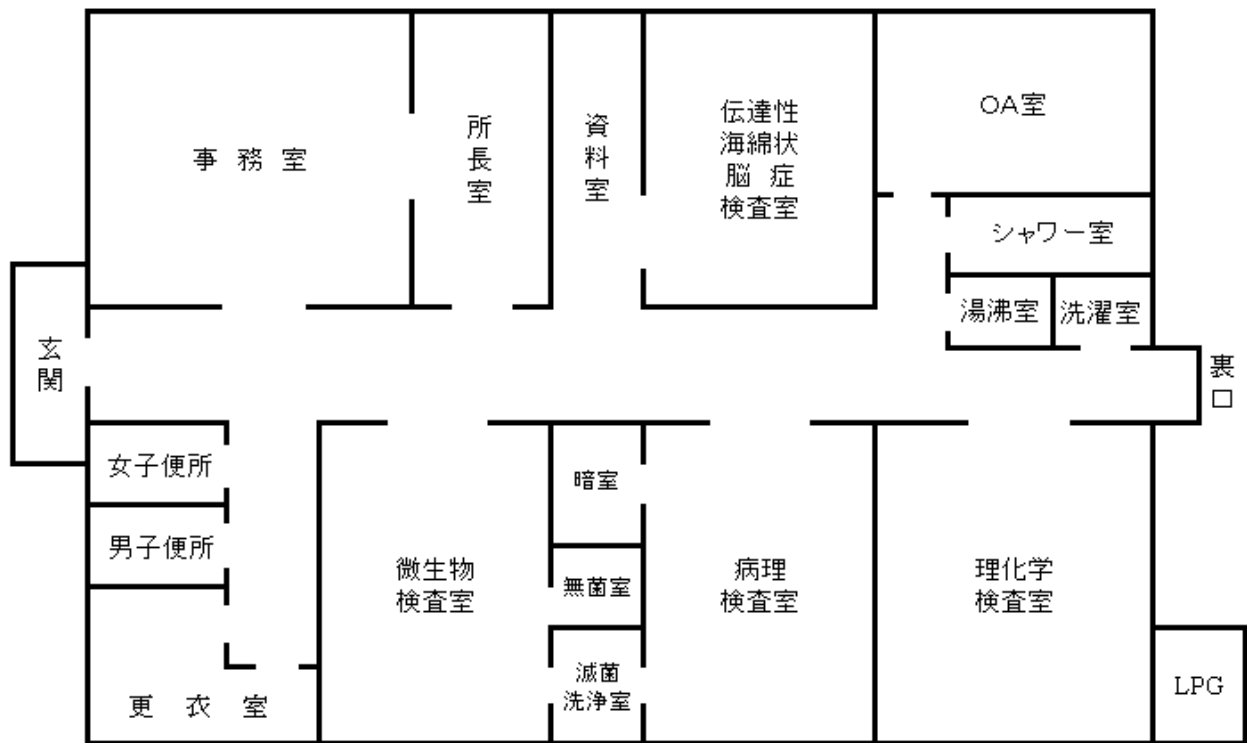 事務室
所長室
資料室
伝達性
海綿状
脳症
検査室
OA室
シャワー室
湯沸室
洗濯室
玄関
裏口
女子便所
男子便所
更衣室
微生物
検査室
暗室
無菌室
滅菌
洗浄室
病理
検査室
理化学
検査室
LPG